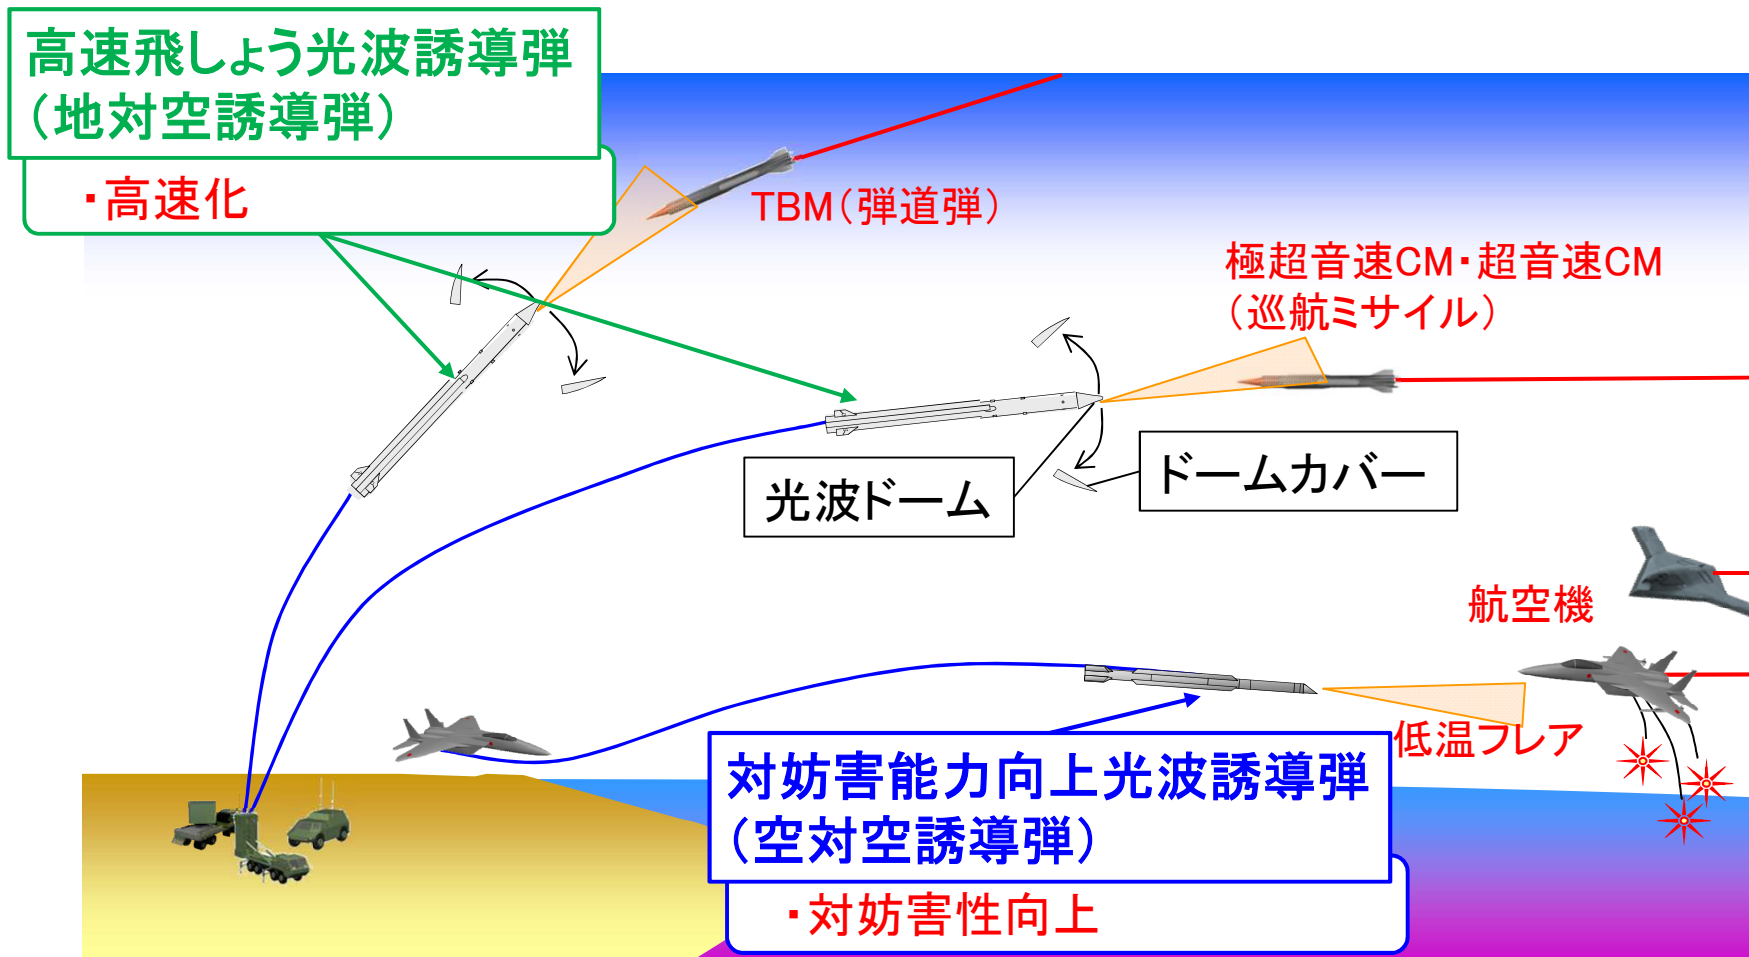 高速飛しょう光波誘導弾
（地対空誘導弾）
・高速化
TBM（弾道弾）
極超音速CM・超音速CM
（巡航ミサイル）
光波ドーム
ドームカバー
航空機
低温フレア
対妨害能力向上光波誘導弾
（空対空誘導弾）
・対妨害性向上